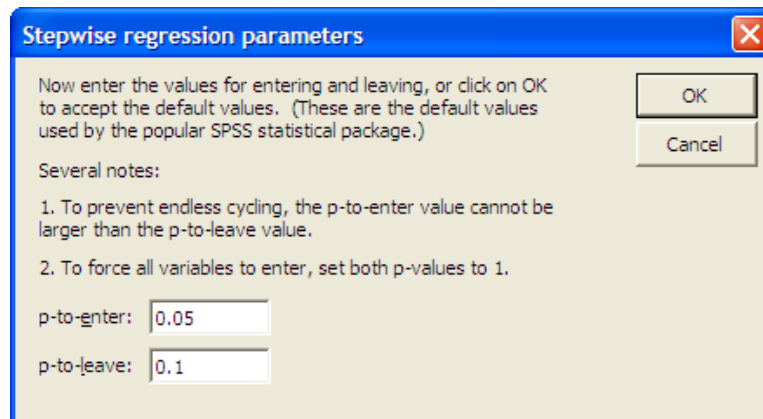 Stepwise regression parameters
Now enter the values for entering and leaving, or click on OK
to accept the default values. (These are the default values
used by the popular SPSS statistical package.)
OK
Cancel
Several notes:
1. To prevent endless cycling, the p-to-enter value cannot be
larger than the p-to-leave value.
2. To force all variables to enter, set both p-values to 1.
p-to-enter: 0.05
p-to-leave: 0.1